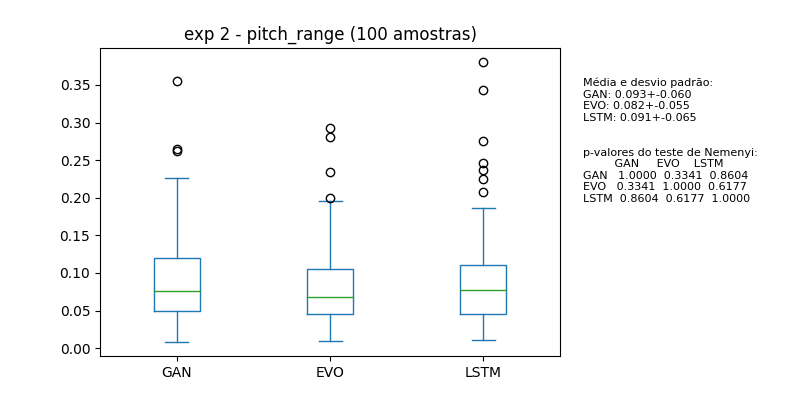 exp 2 - pitch_range (100 amostras)
0.35
0.30
0.25
0.20
0.15
0.10
0.05
0.00
GAN EVO LSTM
Média e desvio padrão:
GAN: 0.093+-0.060
EVO: 0.082+-0.055
LSTM: 0.091+-0.065
p-valores do teste de Nemenyi:
GAN EVO LSTM
GAN 1.0000 0.3341 0.8604
EVO 0.3341 1.0000 0.6177
LSTM 0.8604 0.6177 1.0000